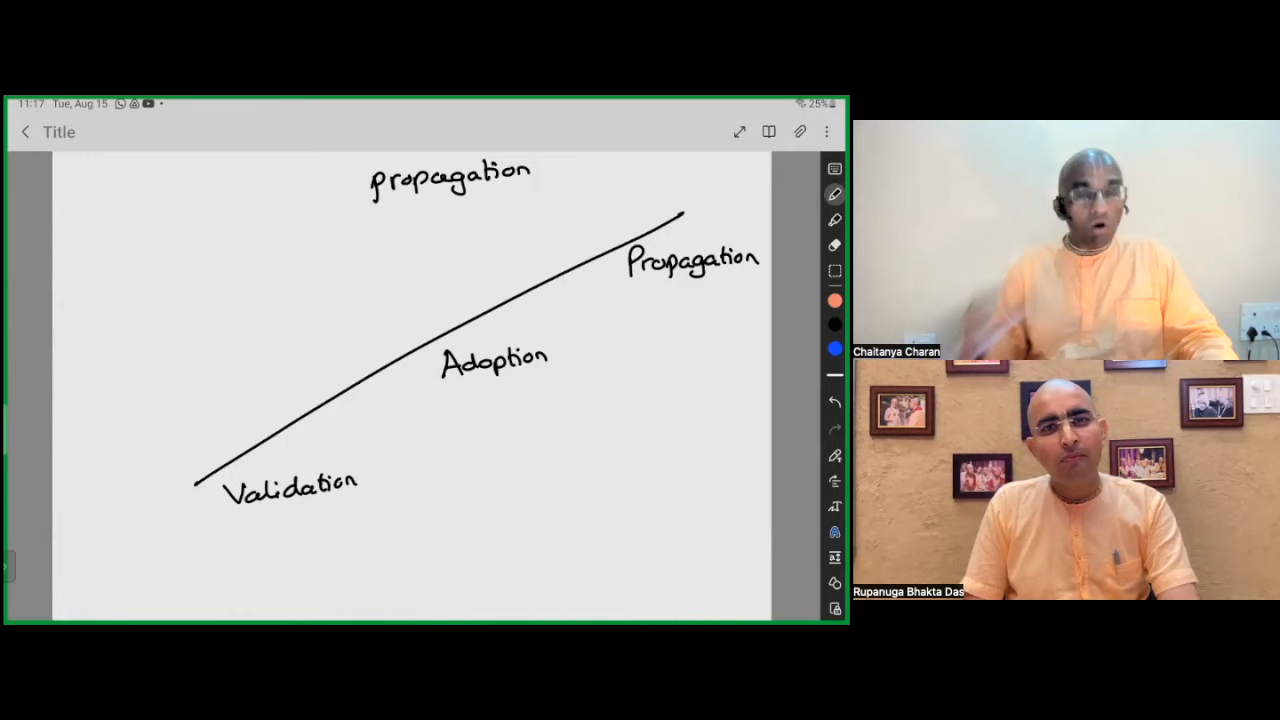 11:17 Tue, Aug 15
25%
Title
propagation
Propagation
Adoption
Validation
Chaitanya Charan
Rupanuga Bhakta Das